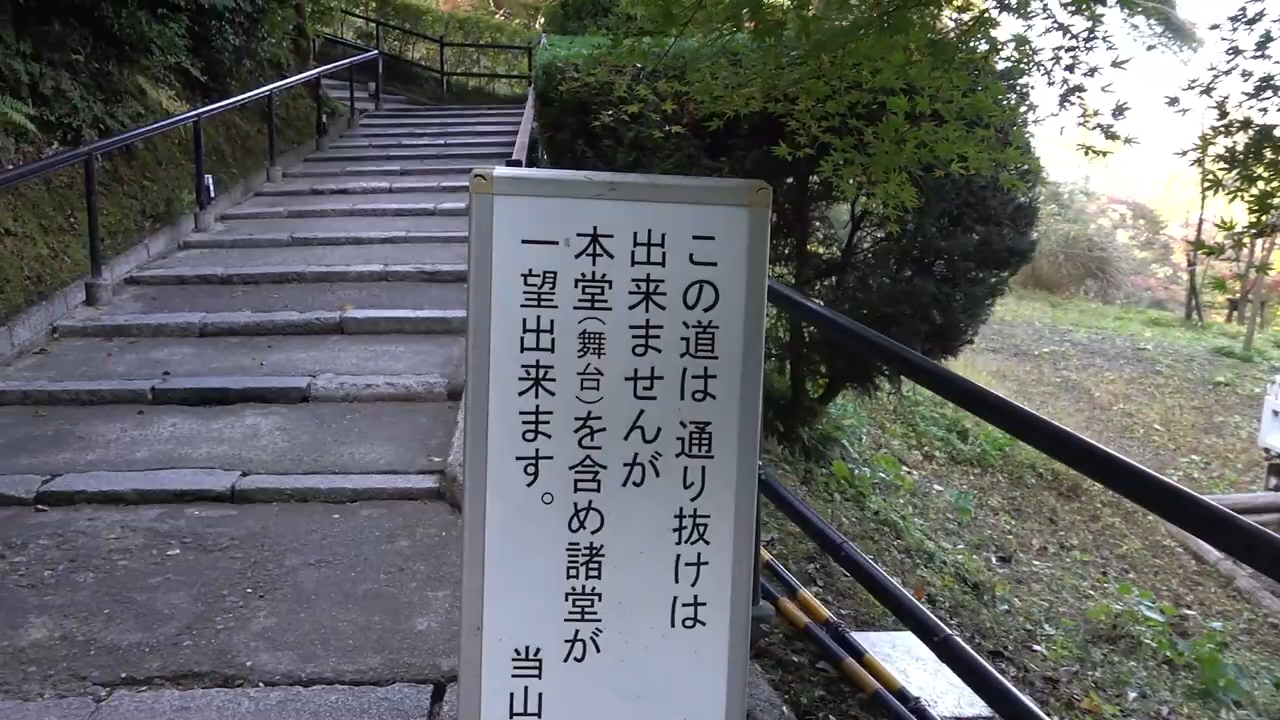 この道は 通り抜けは
出来ませんが
本堂（舞台）を含め諸堂が
一望出来ます。
当山